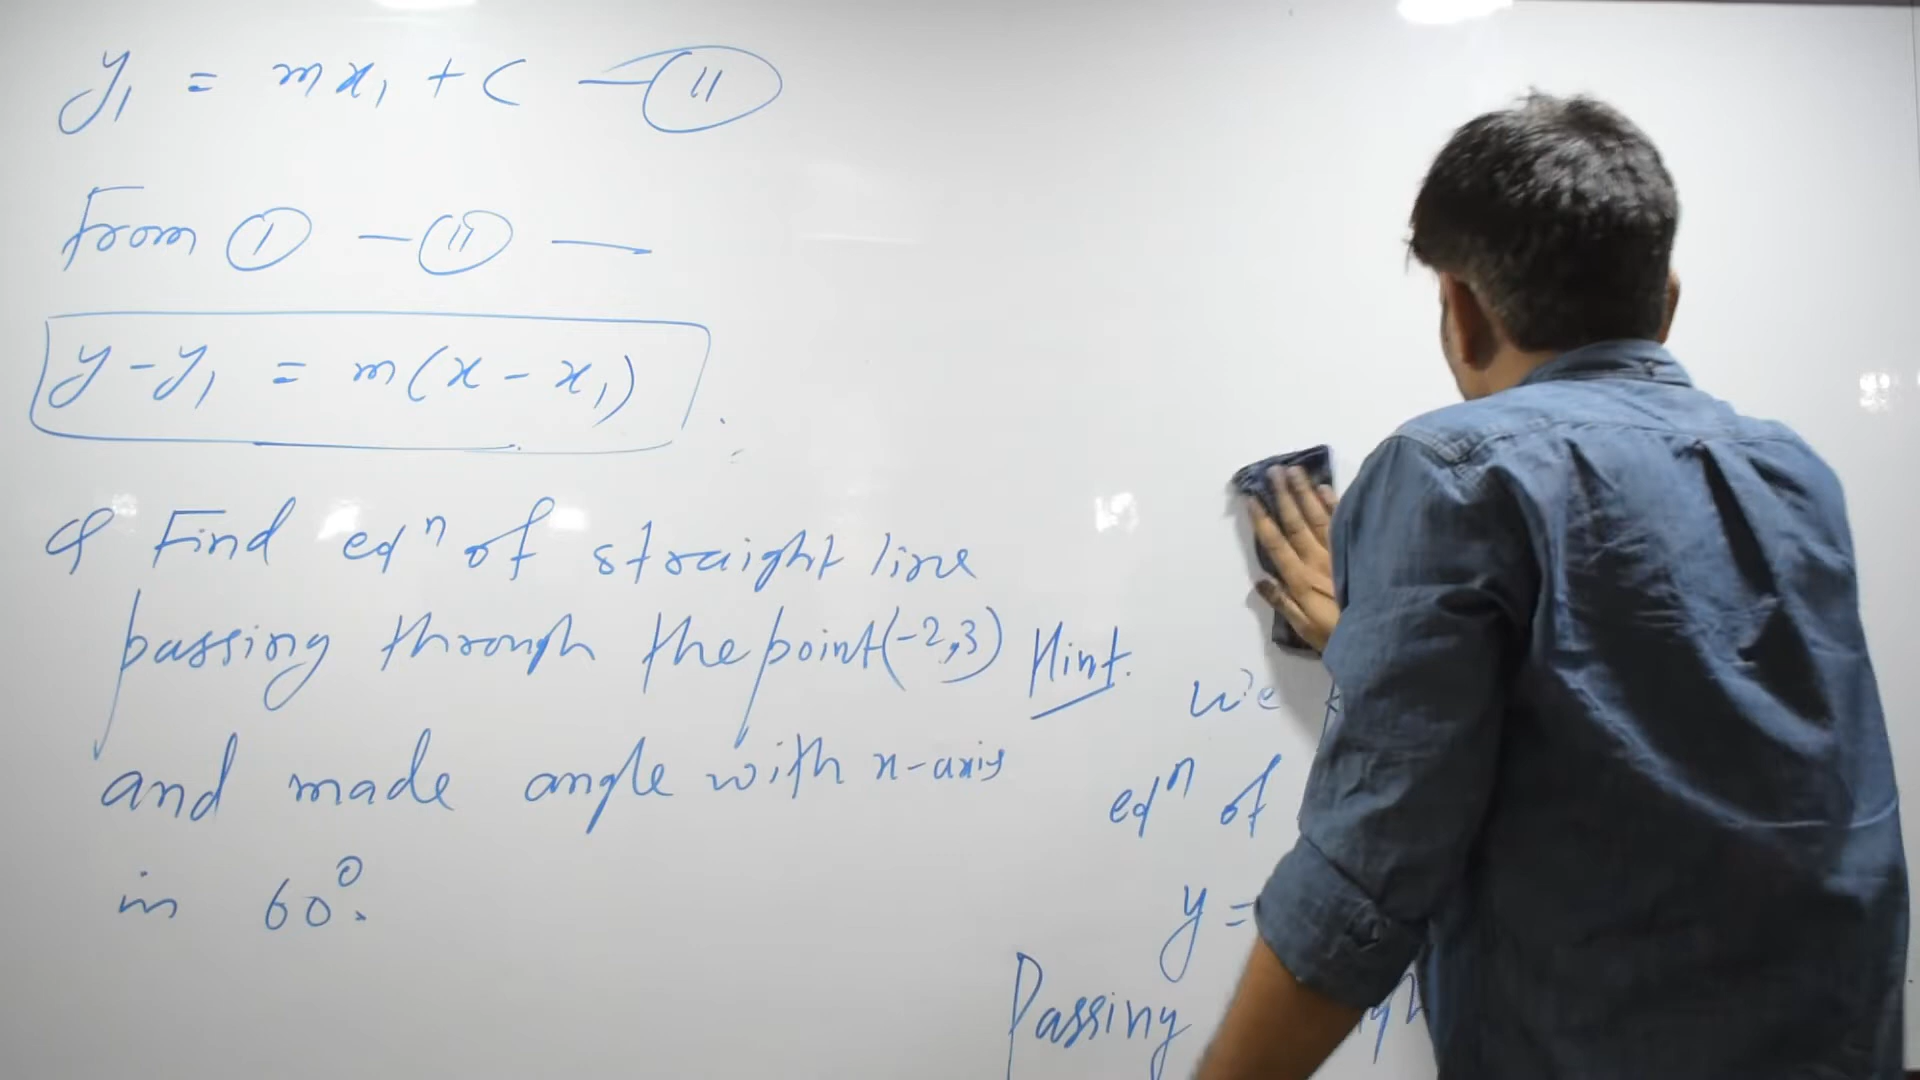 y₁ = mx₁ + c — (ii)
From (i) — (ii) —
y - y₁ = m(x - x₁)
Q Find eqⁿ of straight line
passing through the point (-2,3)
and made angle with x-axis
in 60°.
Hint.
We
eqⁿ of
y =
Passing